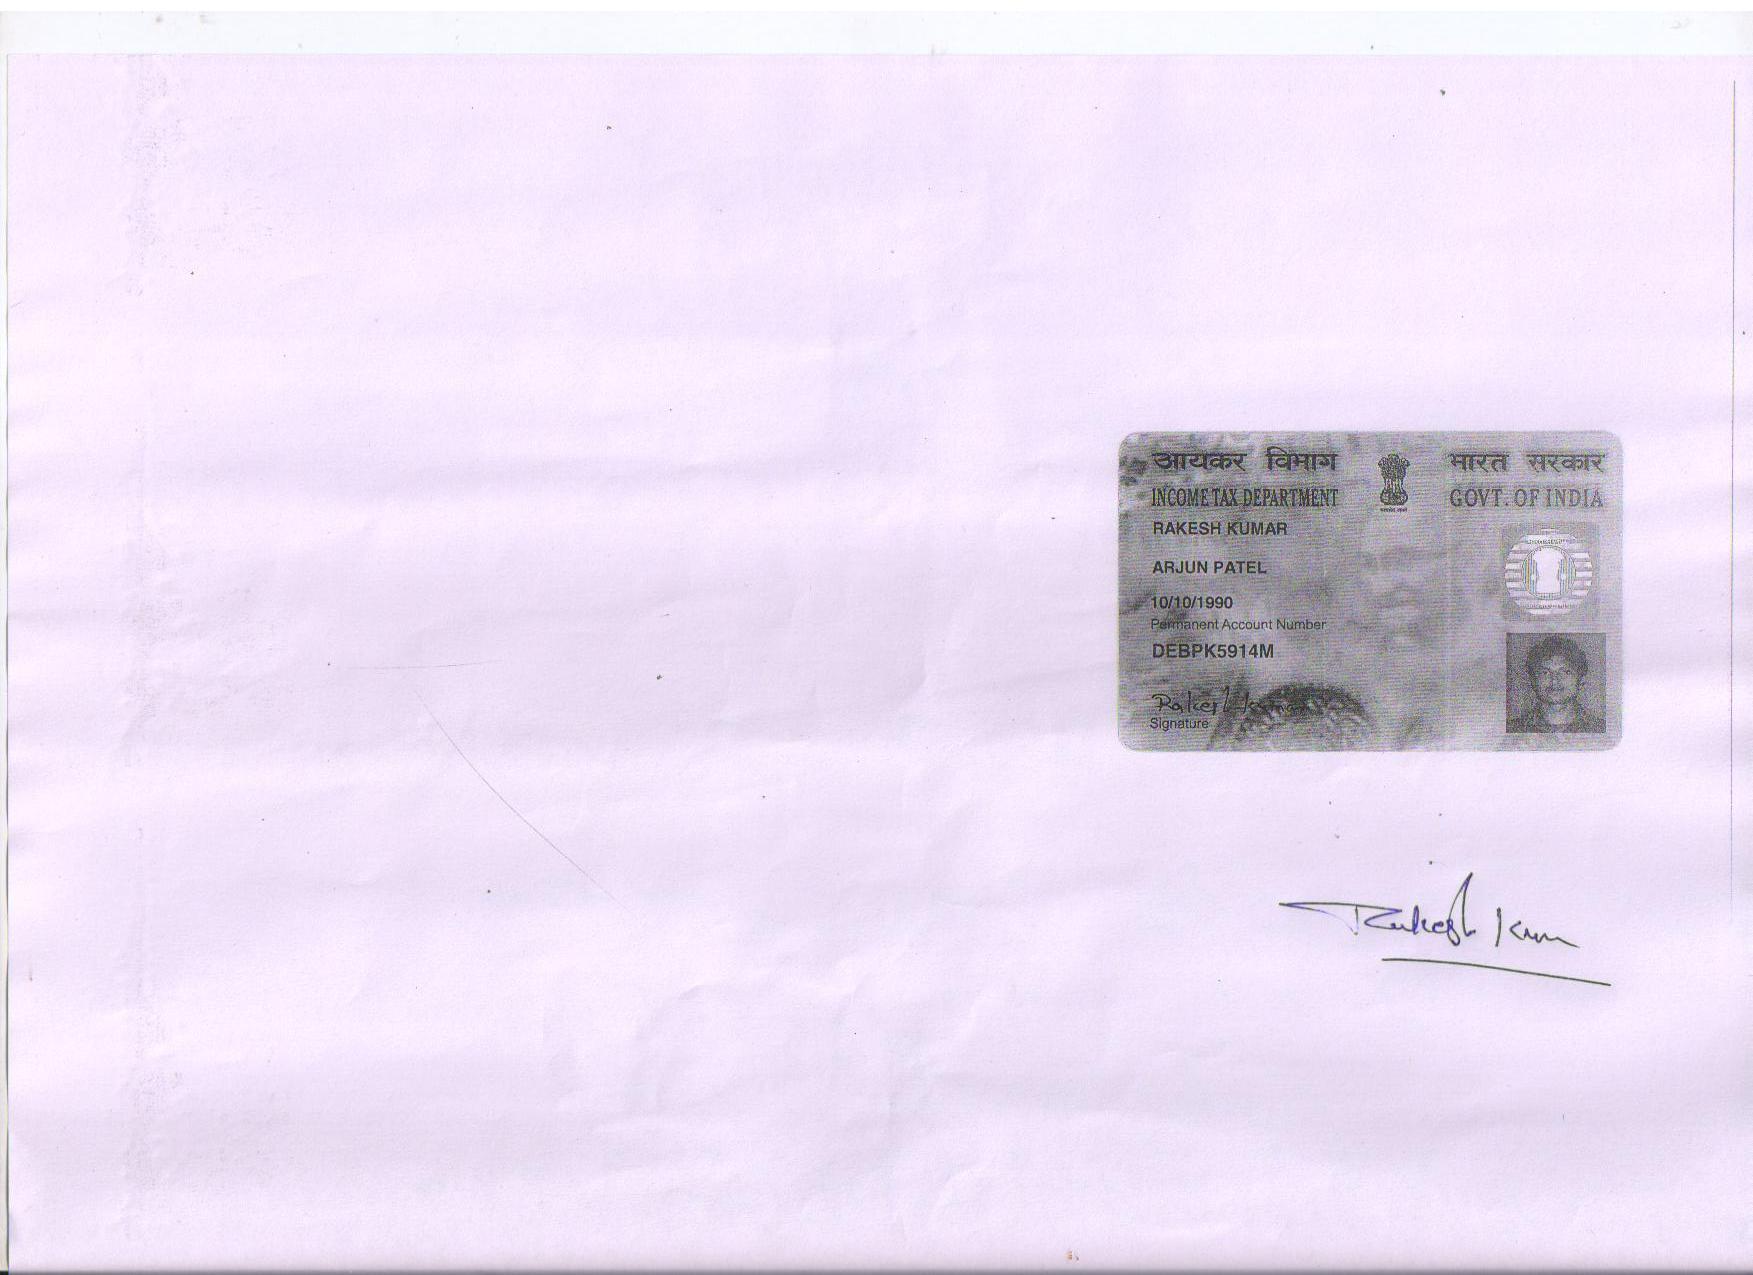 आयकर विभाग
INCOME TAX DEPARTMENT
भारत सरकार
GOVT. OF INDIA
RAKESH KUMAR
ARJUN PATEL
10/10/1990
Permanent Account Number
DEBPK5914M
Rakesh Kumar
Signature
Rakesh Kum